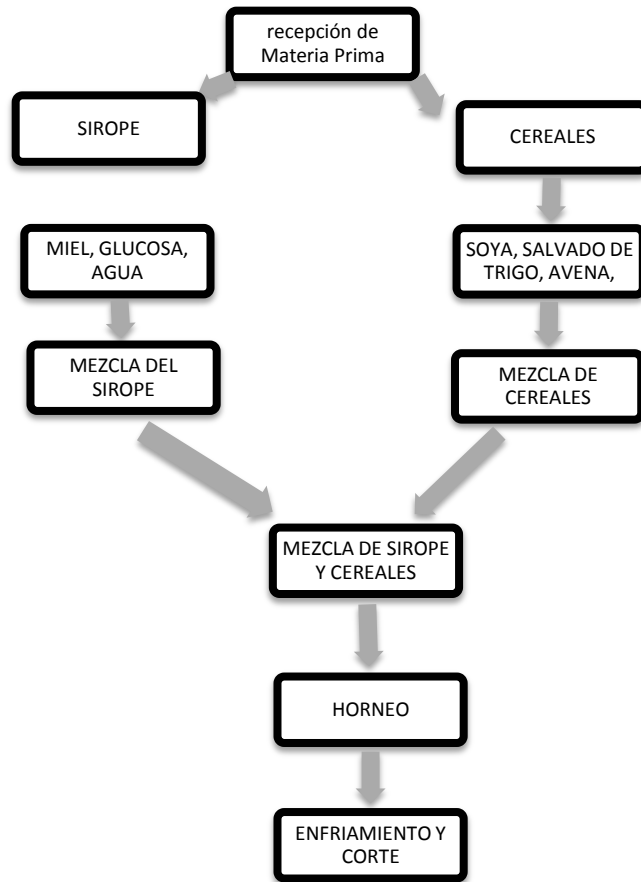 recepción de
Materia Prima
SIROPE
CEREALES
MIEL, GLUCOSA,
AGUA
SOYA, SALVADO DE
TRIGO, AVENA,
MEZCLA DEL
SIROPE
MEZCLA DE
CEREALES
MEZCLA DE SIROPE
Y CEREALES
HORNEO
ENFRIAMIENTO Y
CORTE